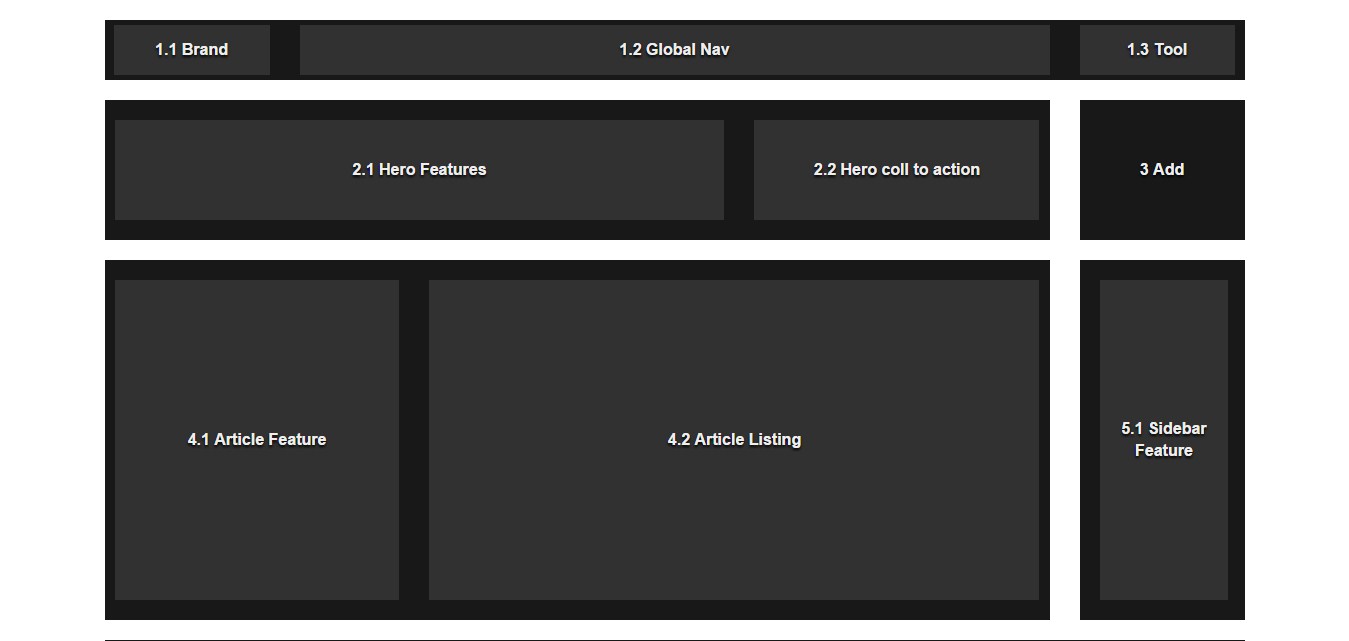 1.1 Brand
1.2 Global Nav
1.3 Tool
2.1 Hero Features
2.2 Hero coll to action
3 Add
4.1 Article Feature
4.2 Article Listing
5.1 Sidebar
Feature